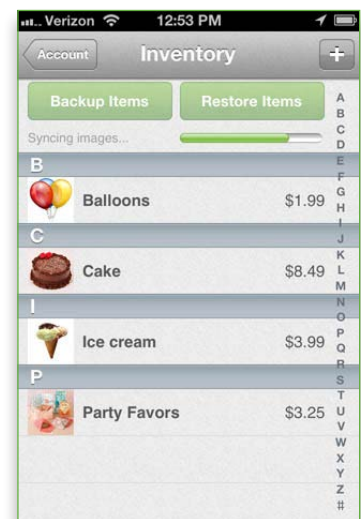 Verizon 12:53 PM
Account Inventory +
Backup Items Restore Items
Syncing images...
B
Balloons $1.99
C
Cake $8.49
I
Ice cream $3.99
P
Party Favors $3.25
A
B
C
D
E
F
G
H
I
J
K
L
M
N
O
P
Q
R
S
T
U
V
W
X
Y
Z
#